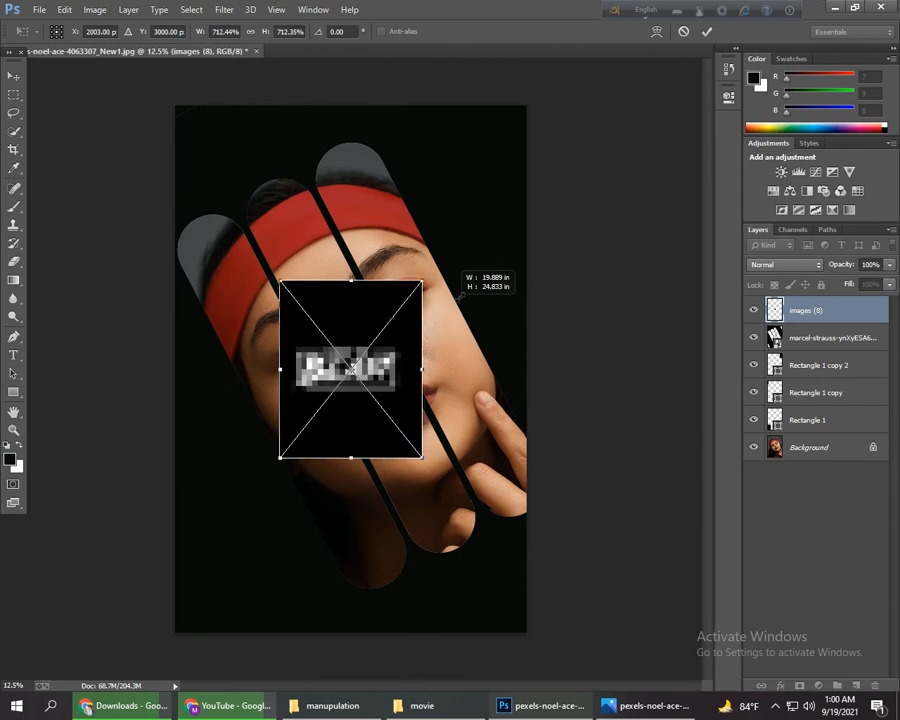 Ps File Edit Image Layer Type Select Filter 3D View Window Help
English
X: 2003.00 p Y: 3000.00 p W: 712.44% H: 712.35% 0.00 ° Anti-alias Essentials
s-noel-ace-4063307_New1.jpg @ 12.5% (images (8), RGB/8) * ×
Color Swatches
R
G
B
Adjustments Styles
Add an adjustment
Layers Channels Paths
Kind
Normal Opacity: 100%
Lock: Fill: 100%
images (8)
marcel-strauss-ynXyESA6...
Rectangle 1 copy 2
Rectangle 1 copy
Rectangle 1
Background
W : 19.889 in
H : 24.833 in
Activate Windows
Go to Settings to activate Windows.
12.5% Doc: 68.7M/204.3M
Downloads - Goo... YouTube - Googl... manupulation movie Ps pexels-noel-ace-... pexels-noel-ace-... 84°F 1:00 AM
9/19/2021